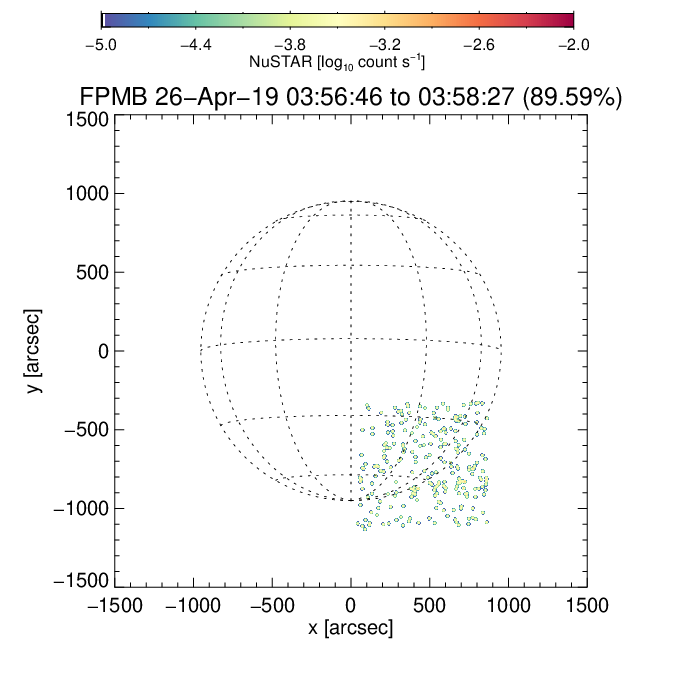 −5.0 −4.4 −3.8 −3.2 −2.6 −2.0
NuSTAR [log₁₀ count s⁻¹]
FPMB 26−Apr−19 03:56:46 to 03:58:27 (89.59%)
1500
1000
500
0
−500
−1000
−1500
y [arcsec]
−1500 −1000 −500 0 500 1000 1500
x [arcsec]